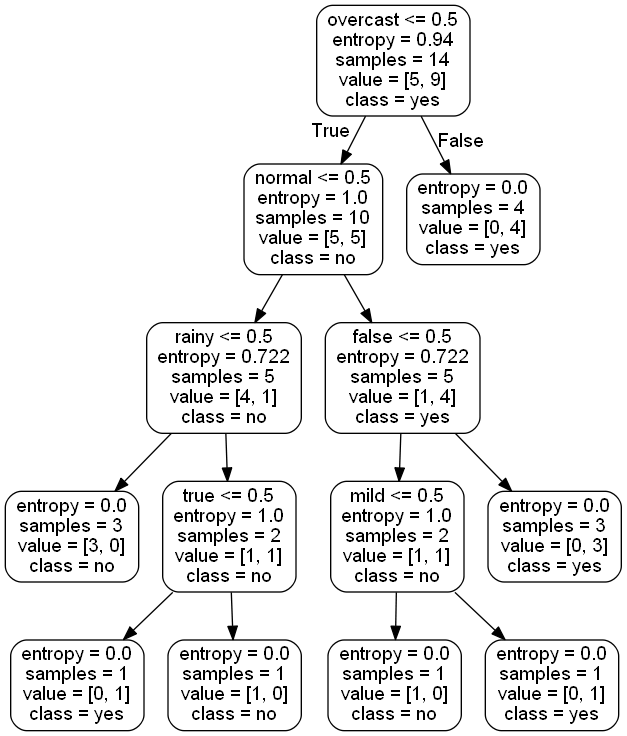 overcast <= 0.5
entropy = 0.94
samples = 14
value = [5, 9]
class = yes
True
False
normal <= 0.5
entropy = 1.0
samples = 10
value = [5, 5]
class = no
entropy = 0.0
samples = 4
value = [0, 4]
class = yes
rainy <= 0.5
entropy = 0.722
samples = 5
value = [4, 1]
class = no
false <= 0.5
entropy = 0.722
samples = 5
value = [1, 4]
class = yes
entropy = 0.0
samples = 3
value = [3, 0]
class = no
true <= 0.5
entropy = 1.0
samples = 2
value = [1, 1]
class = no
mild <= 0.5
entropy = 1.0
samples = 2
value = [1, 1]
class = no
entropy = 0.0
samples = 3
value = [0, 3]
class = yes
entropy = 0.0
samples = 1
value = [0, 1]
class = yes
entropy = 0.0
samples = 1
value = [1, 0]
class = no
entropy = 0.0
samples = 1
value = [1, 0]
class = no
entropy = 0.0
samples = 1
value = [0, 1]
class = yes